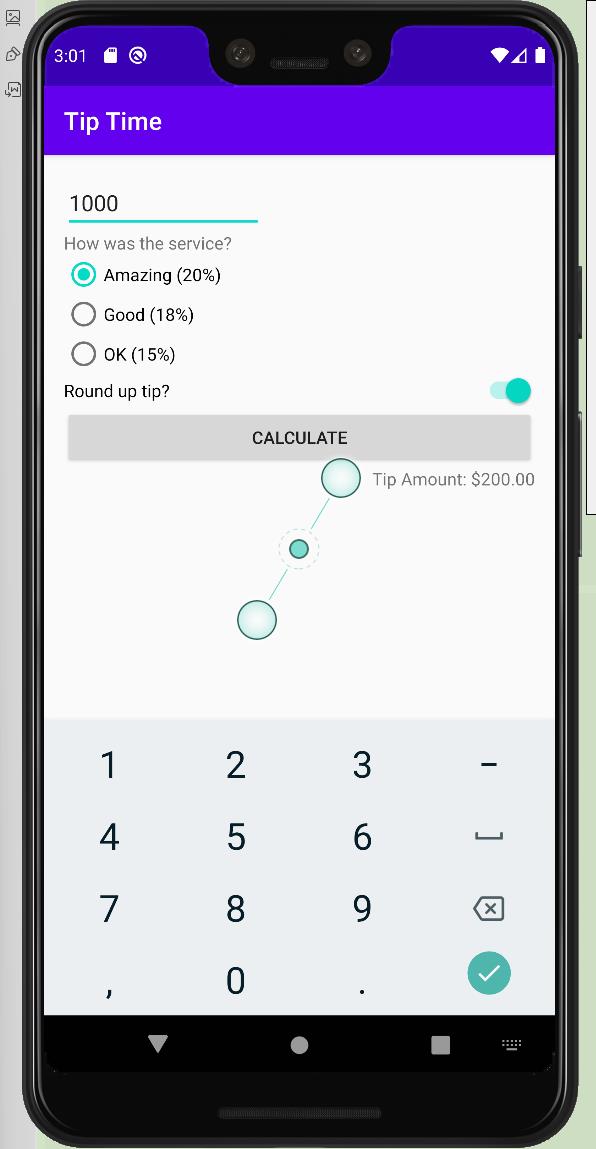 3:01
Tip Time
1000
How was the service?
Amazing (20%)
Good (18%)
OK (15%)
Round up tip?
CALCULATE
Tip Amount: $200.00
1 2 3 -
4 5 6
7 8 9
, 0 .